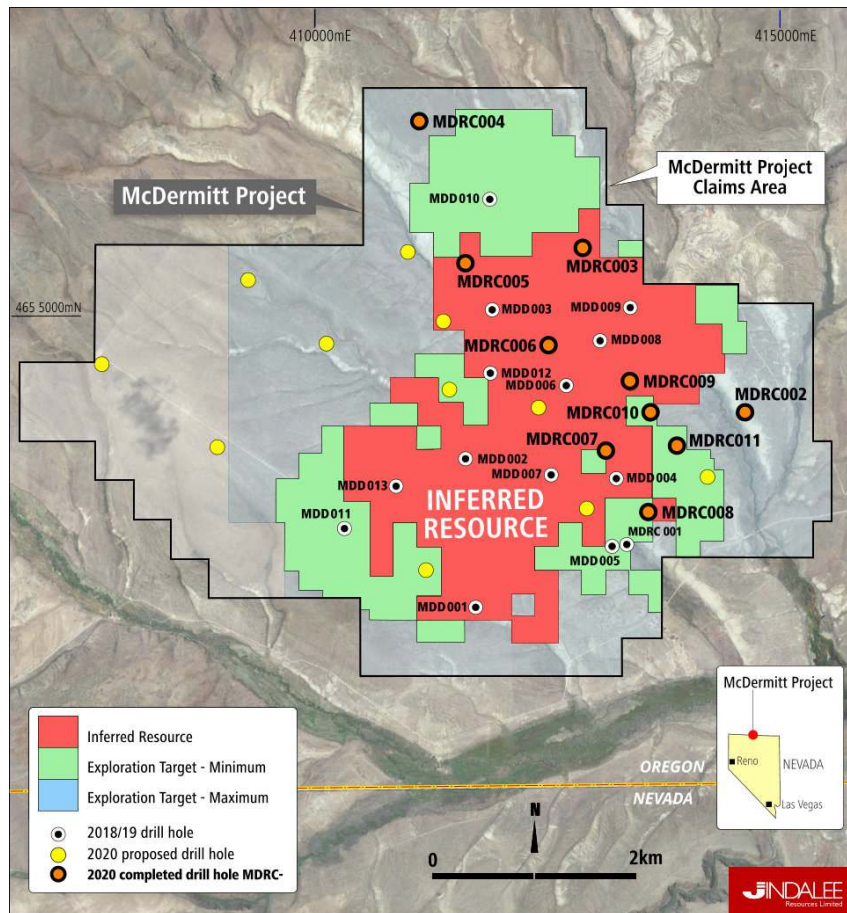 410000mE
415000mE
MDRC004
McDermitt Project
Claims Area
McDermitt Project
MDD010
MDRC003
MDRC005
465 5000mN
MDD003
MDD009
MDRC006
MDD008
MDD012
MDD006
MDRC009
MDRC002
MDRC010
MDRC007
MDRC011
MDD002
MDD007
MDD004
MDD013
INFERRED
RESOURCE
MDRC008
MDD011
MDRC 001
MDD005
MDD001
McDermitt Project
NEVADA
Reno
Las Vegas
Inferred Resource
Exploration Target - Minimum
Exploration Target - Maximum
2018/19 drill hole
2020 proposed drill hole
2020 completed drill hole MDRC-
OREGON
NEVADA
N
0
2km
JINDALEE
Resources Limited